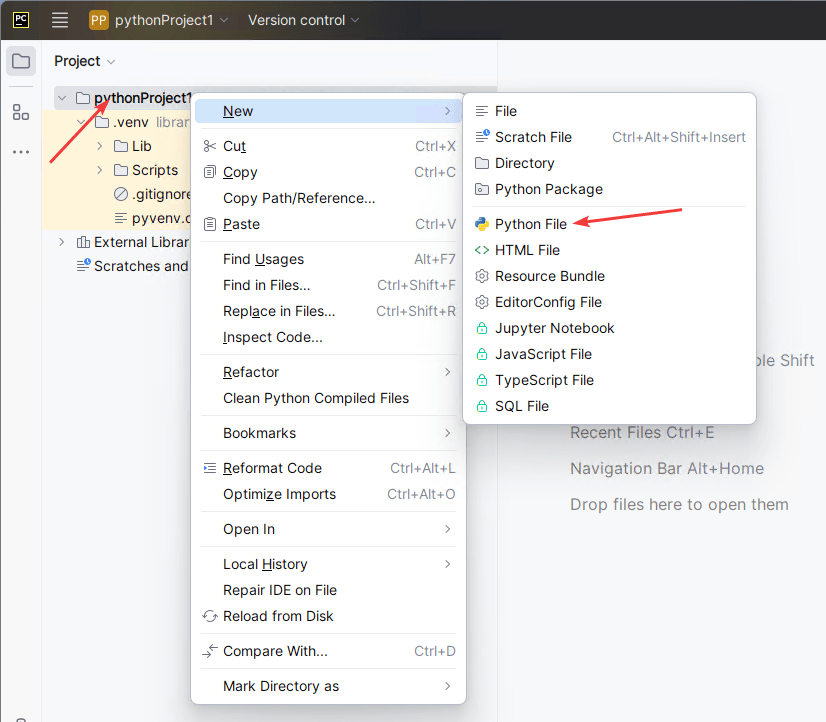 PC PP pythonProject1 Version control
Project
pythonProject1
.venv librar
Lib
Scripts
.gitignore
pyvenv.c
External Librar
Scratches and
New
Cut Ctrl+X
Copy Ctrl+C
Copy Path/Reference...
Paste Ctrl+V
Find Usages Alt+F7
Find in Files... Ctrl+Shift+F
Replace in Files... Ctrl+Shift+R
Inspect Code...
Refactor
Clean Python Compiled Files
Bookmarks
Reformat Code Ctrl+Alt+L
Optimize Imports Ctrl+Alt+O
Open In
Local History
Repair IDE on File
Reload from Disk
Compare With... Ctrl+D
Mark Directory as
File
Scratch File Ctrl+Alt+Shift+Insert
Directory
Python Package
Python File
HTML File
Resource Bundle
EditorConfig File
Jupyter Notebook
JavaScript File
TypeScript File
SQL File
ble Shift
Recent Files Ctrl+E
Navigation Bar Alt+Home
Drop files here to open them